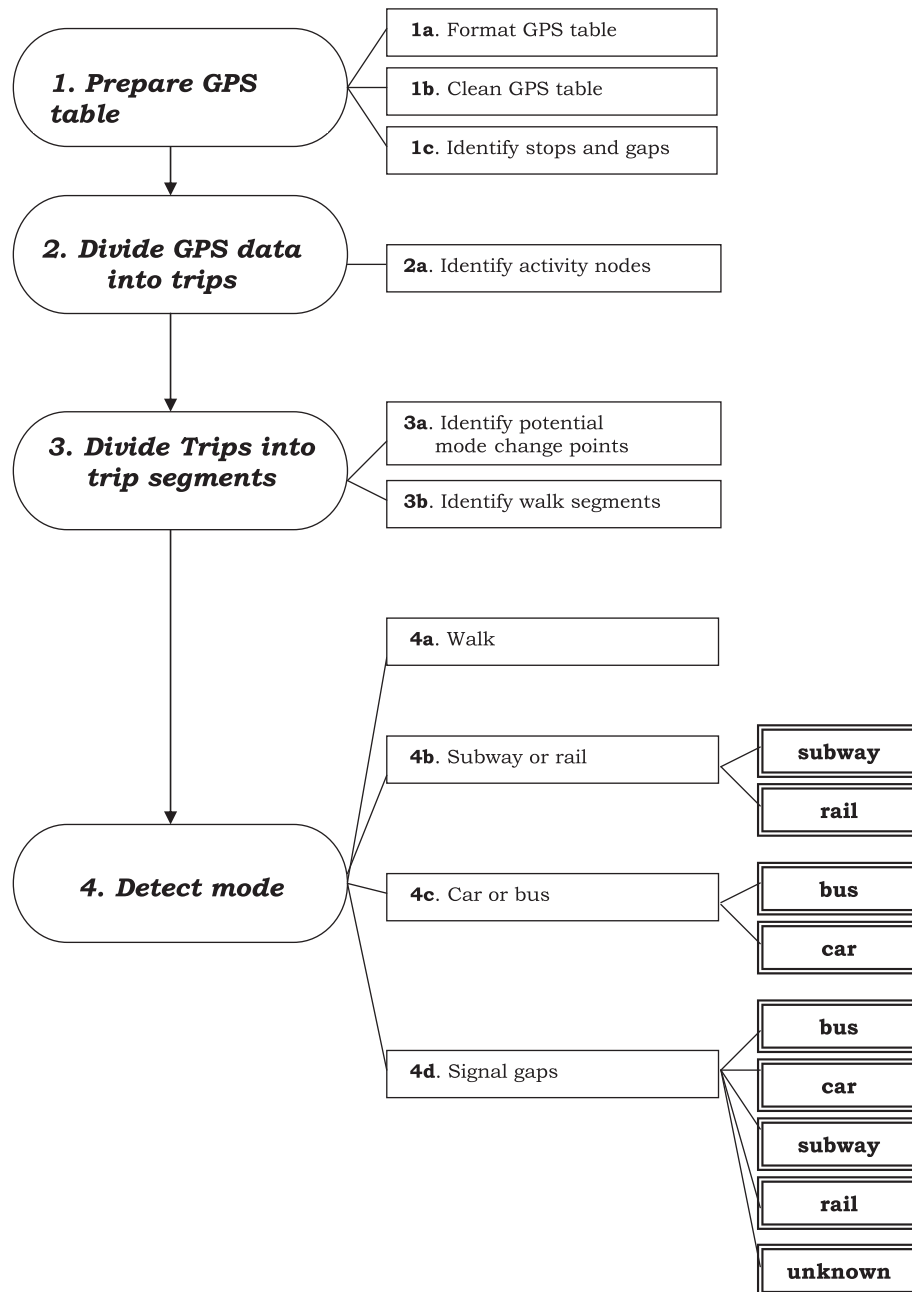 1. Prepare GPS
table
1a. Format GPS table
1b. Clean GPS table
1c. Identify stops and gaps
2. Divide GPS data
into trips
2a. Identify activity nodes
3. Divide Trips into
trip segments
3a. Identify potential
mode change points
3b. Identify walk segments
4. Detect mode
4a. Walk
4b. Subway or rail
subway
rail
4c. Car or bus
bus
car
4d. Signal gaps
bus
car
subway
rail
unknown